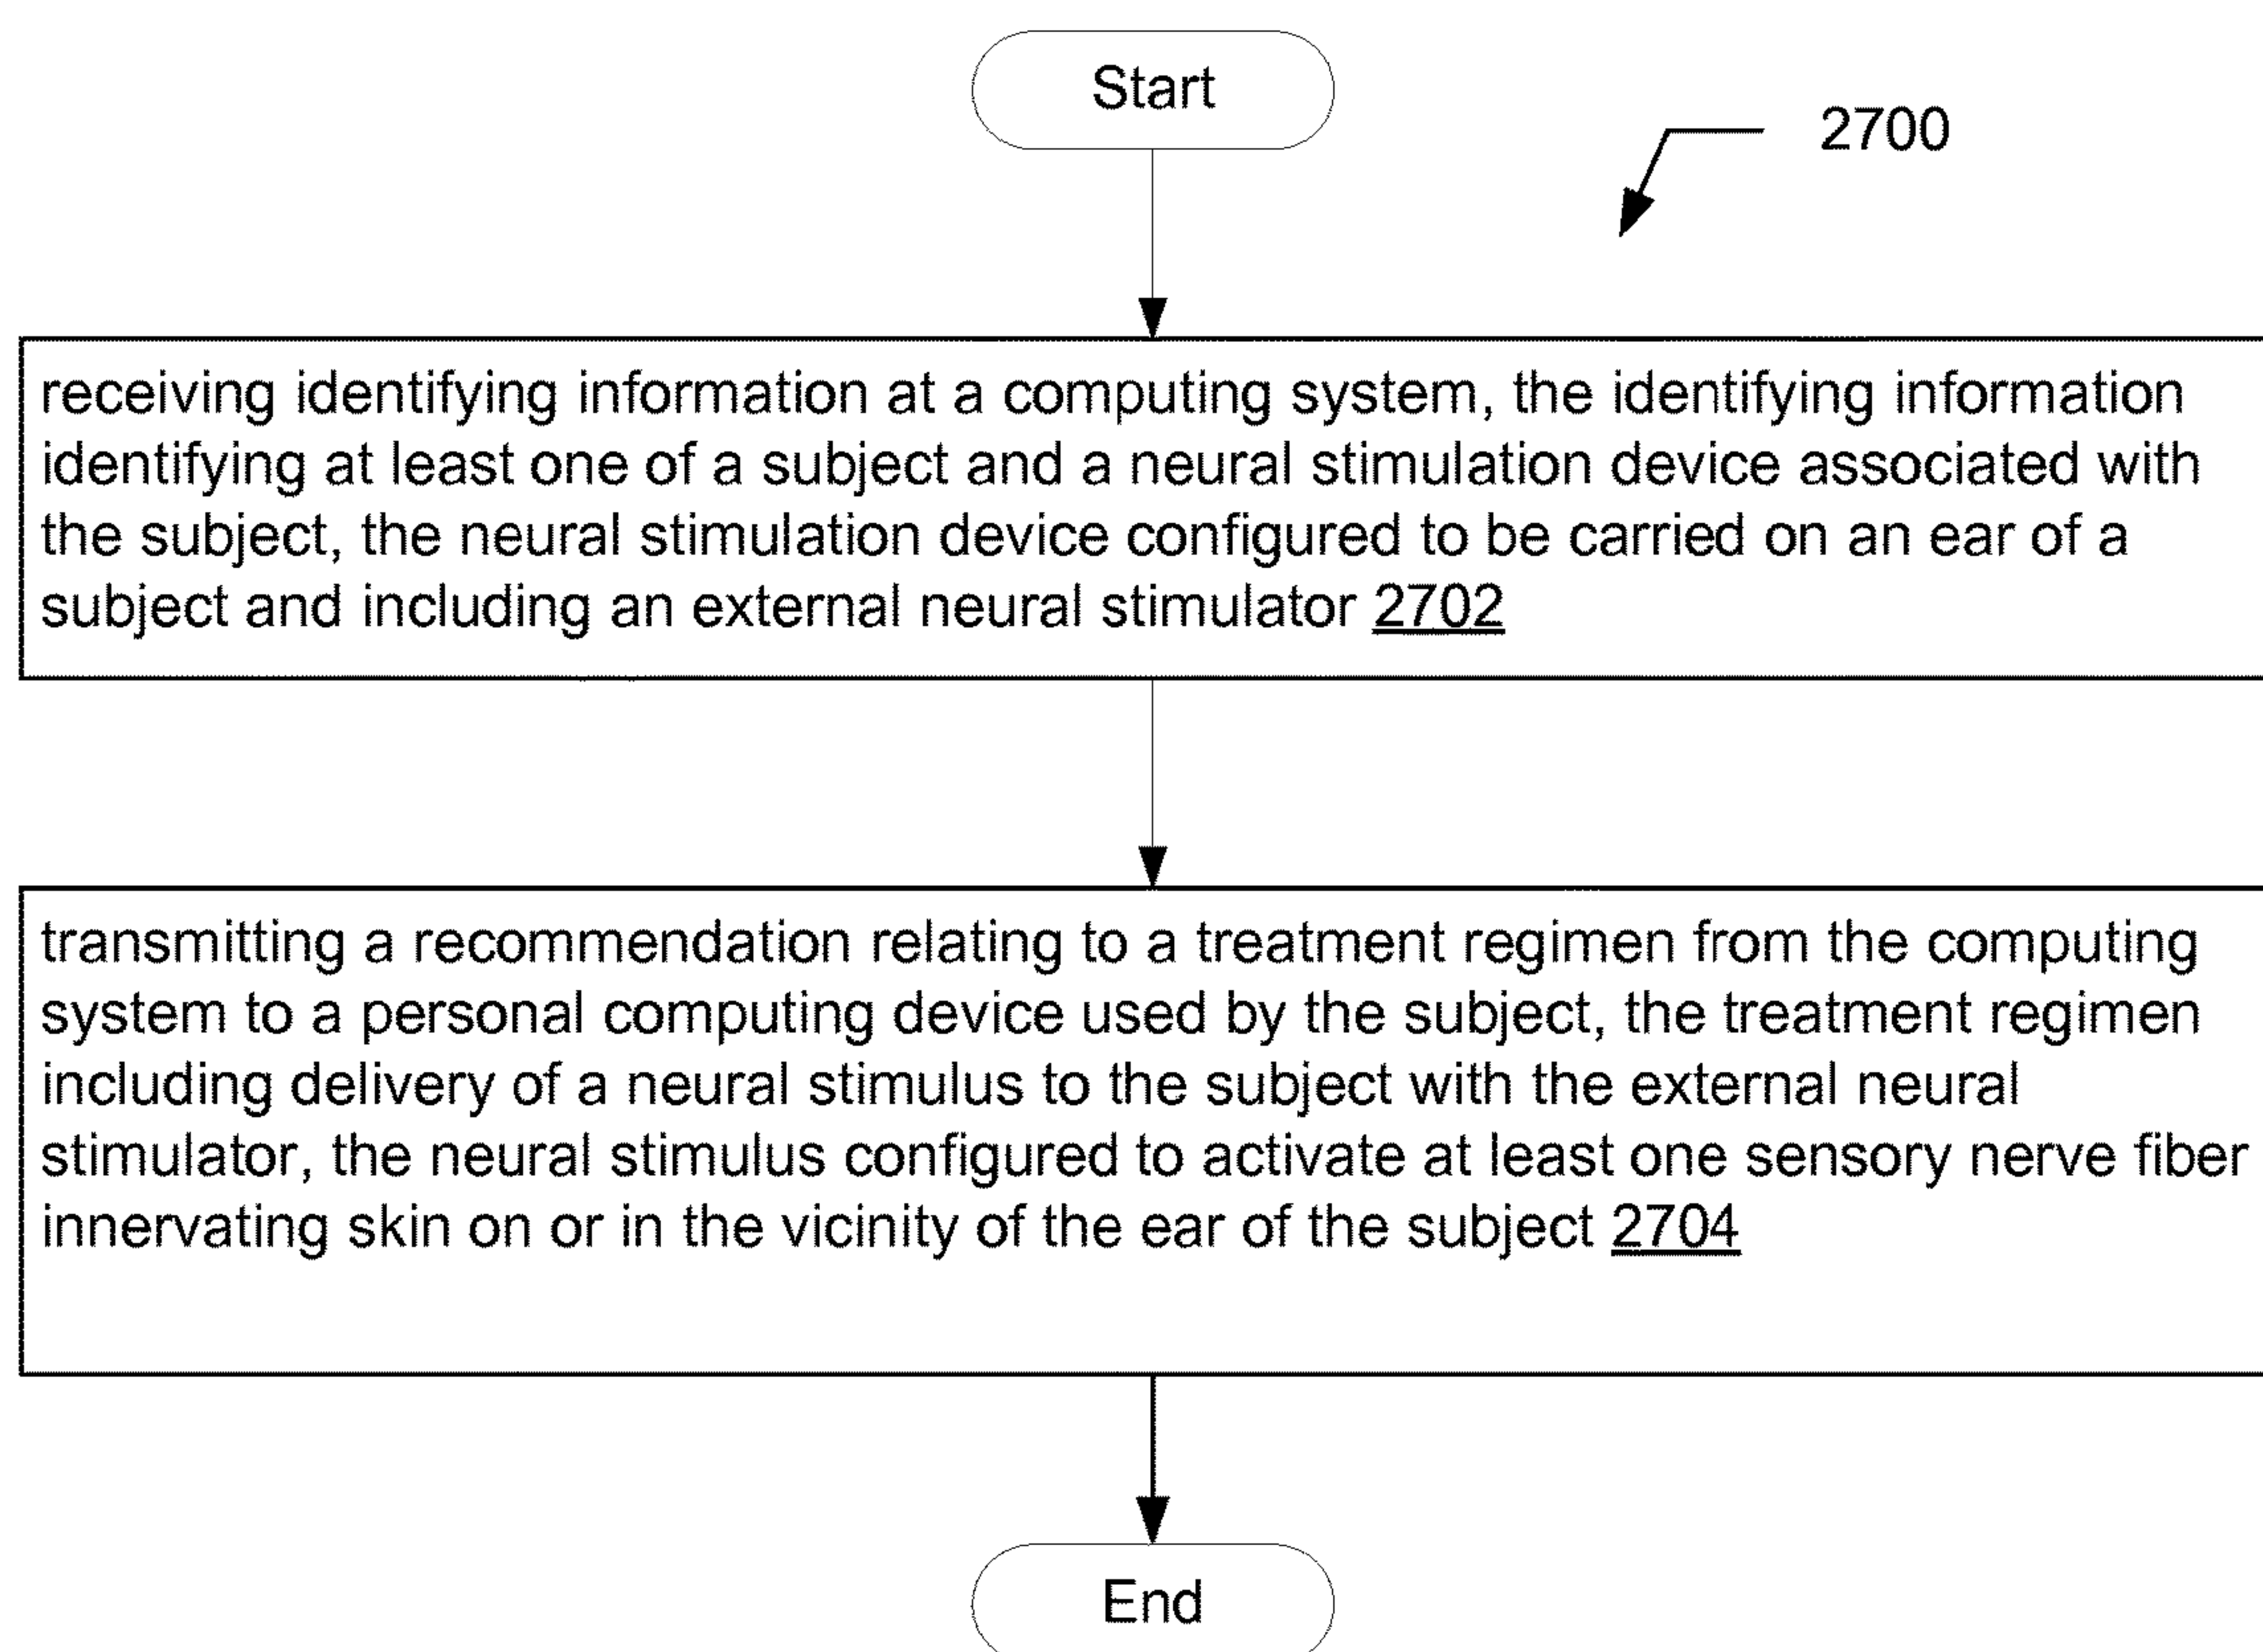 Start
2700
receiving identifying information at a computing system, the identifying information
identifying at least one of a subject and a neural stimulation device associated with
the subject, the neural stimulation device configured to be carried on an ear of a
subject and including an external neural stimulator 2702
transmitting a recommendation relating to a treatment regimen from the computing
system to a personal computing device used by the subject, the treatment regimen
including delivery of a neural stimulus to the subject with the external neural
stimulator, the neural stimulus configured to activate at least one sensory nerve fiber
innervating skin on or in the vicinity of the ear of the subject 2704
End